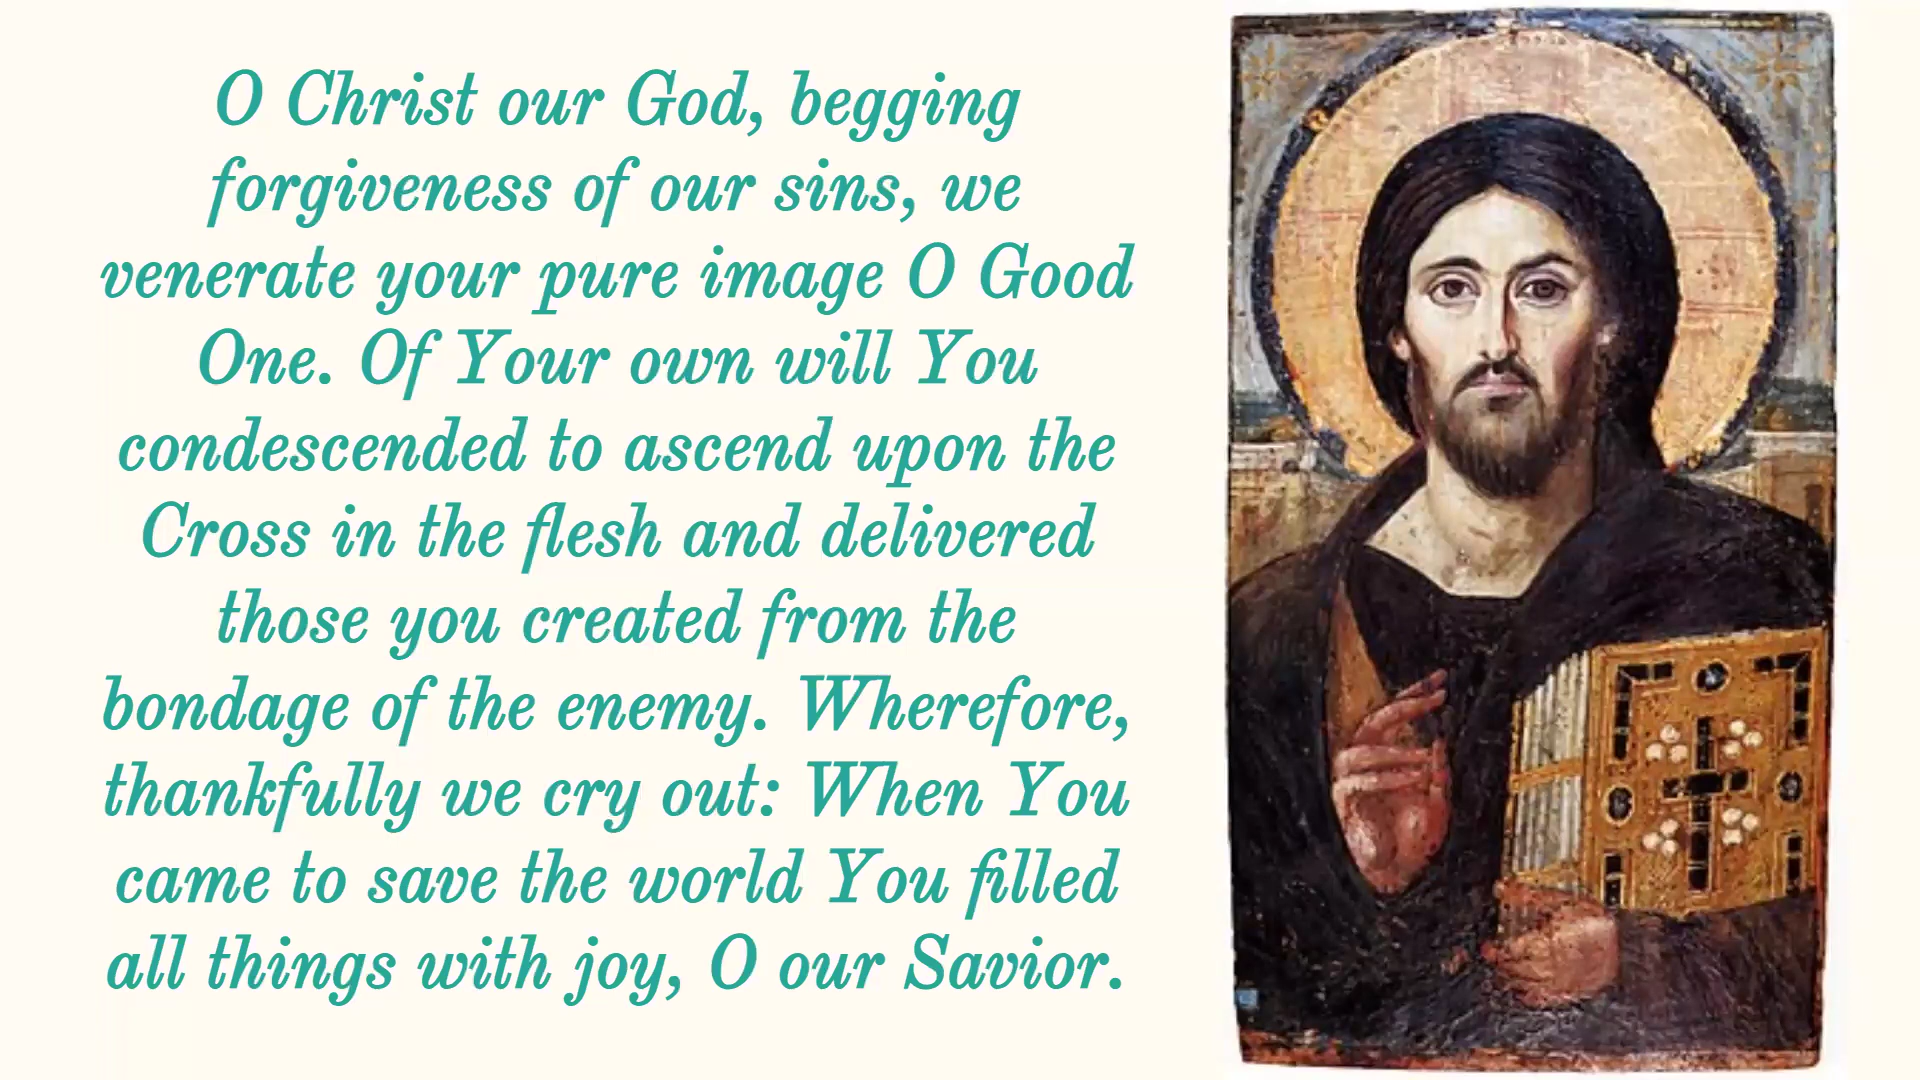 O Christ our God, begging
forgiveness of our sins, we
venerate your pure image O Good
One. Of Your own will You
condescended to ascend upon the
Cross in the flesh and delivered
those you created from the
bondage of the enemy. Wherefore,
thankfully we cry out: When You
came to save the world You filled
all things with joy, O our Savior.